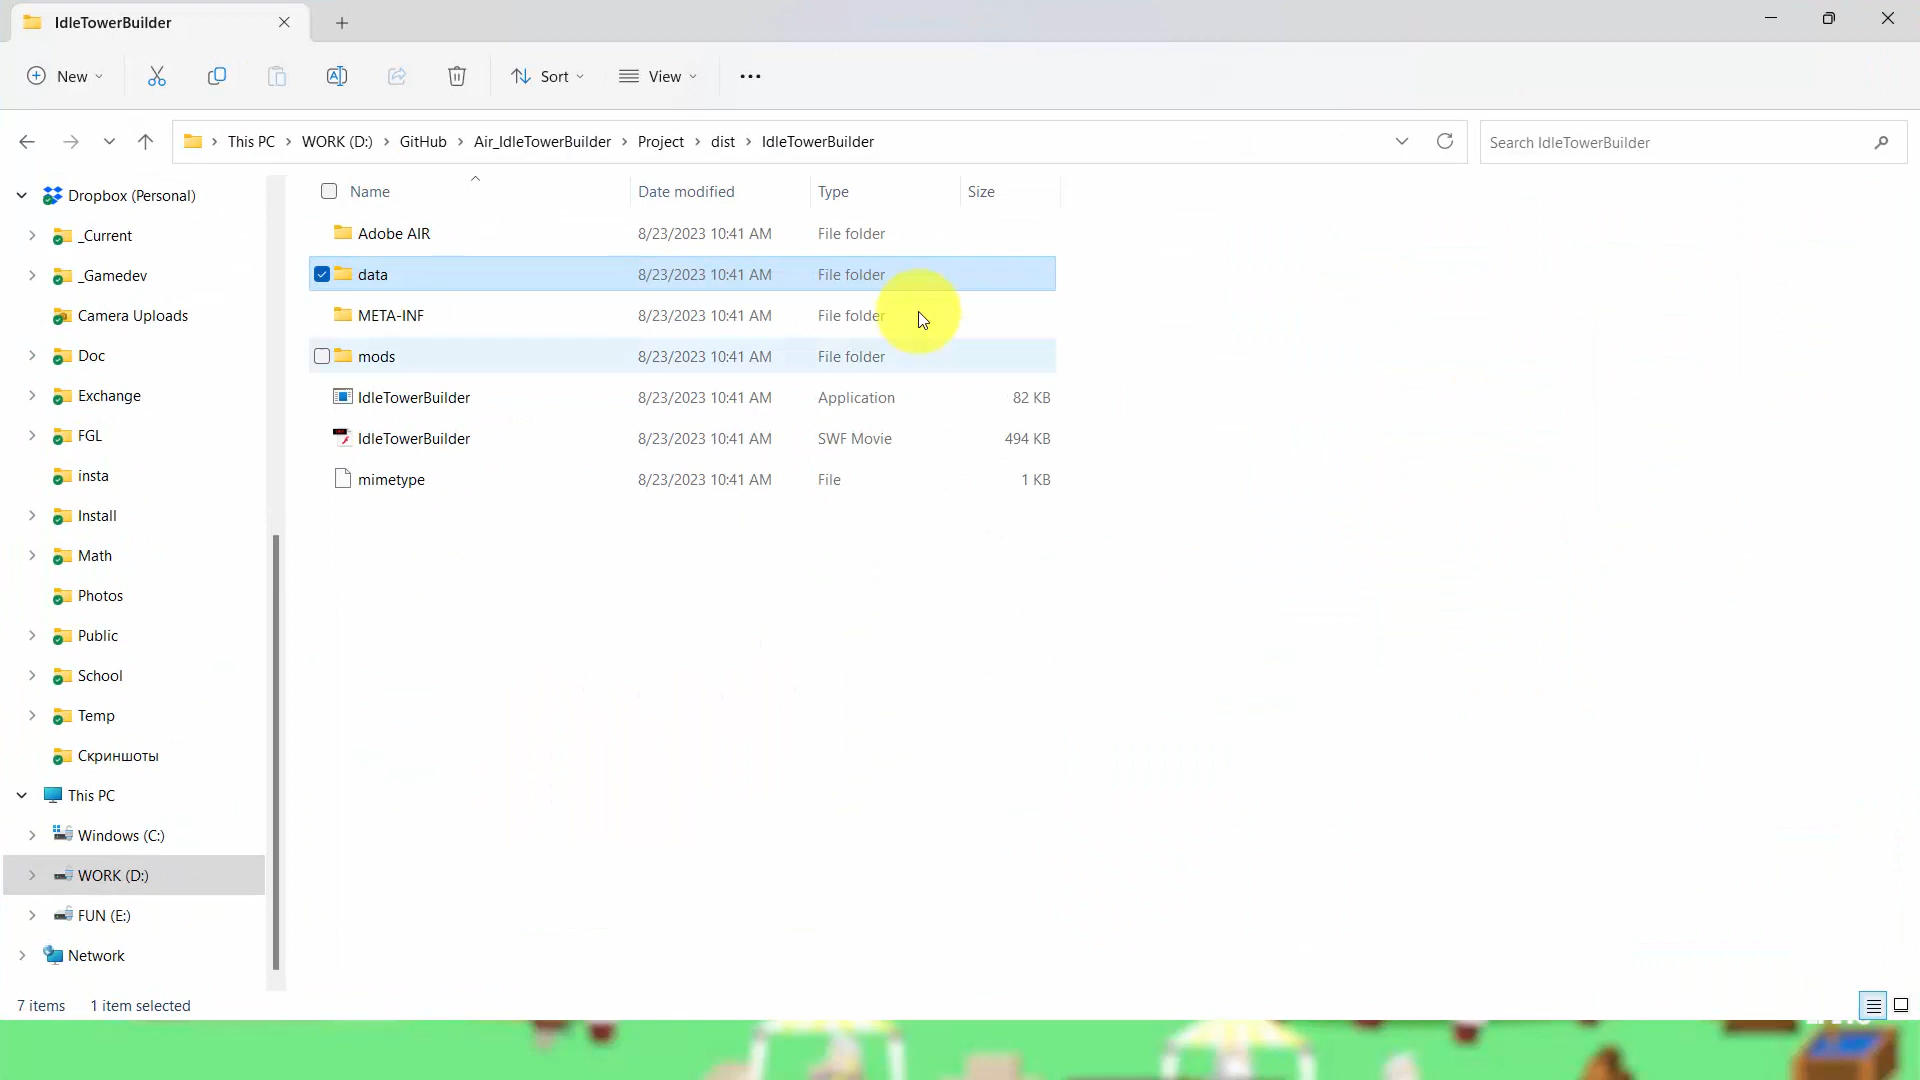 IdleTowerBuilder
New
Sort
View
This PC > WORK (D:) > GitHub > Air_IdleTowerBuilder > Project > dist > IdleTowerBuilder
Search IdleTowerBuilder
Name Date modified Type Size
Adobe AIR 8/23/2023 10:41 AM File folder
data 8/23/2023 10:41 AM File folder
META-INF 8/23/2023 10:41 AM File folder
mods 8/23/2023 10:41 AM File folder
IdleTowerBuilder 8/23/2023 10:41 AM Application 82 KB
IdleTowerBuilder 8/23/2023 10:41 AM SWF Movie 494 KB
mimetype 8/23/2023 10:41 AM File 1 KB
Dropbox (Personal)
_Current
_Gamedev
Camera Uploads
Doc
Exchange
FGL
insta
Install
Math
Photos
Public
School
Temp
Скриншоты
This PC
Windows (C:)
WORK (D:)
FUN (E:)
Network
7 items 1 item selected